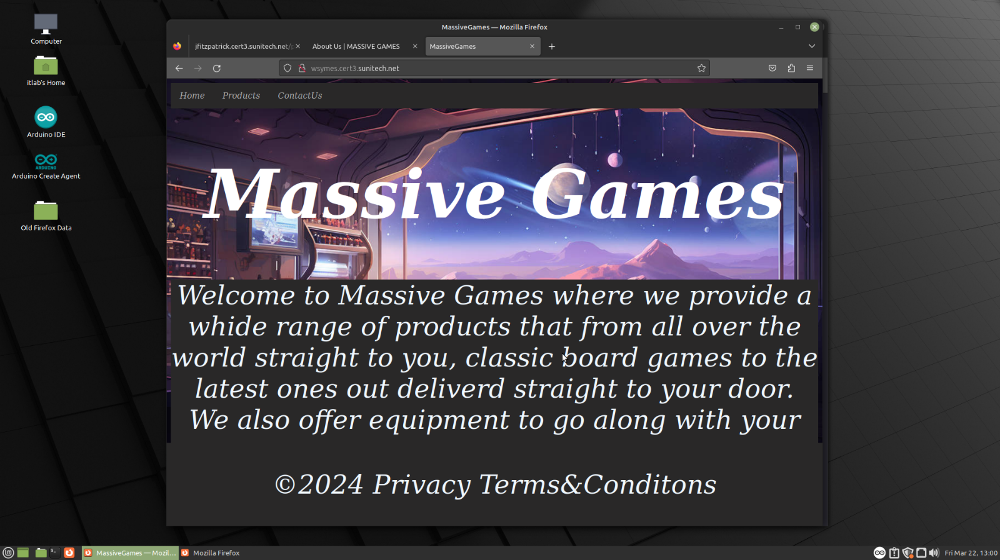 Computer
itlab's Home
Arduino IDE
ARDUINO
Arduino Create Agent
Old Firefox Data
MassiveGames — Mozilla Firefox
jfitzpatrick.cert3.sunitech.net/
About Us | MASSIVE GAMES
MassiveGames
wsymes.cert3.sunitech.net
Home Products ContactUs
Massive Games
Welcome to Massive Games where we provide a
whide range of products that from all over the
world straight to you, classic board games to the
latest ones out deliverd straight to your door.
We also offer equipment to go along with your
©2024 Privacy Terms&Conditons
MassiveGames — Mozil...
Mozilla Firefox
Fri Mar 22, 13:00